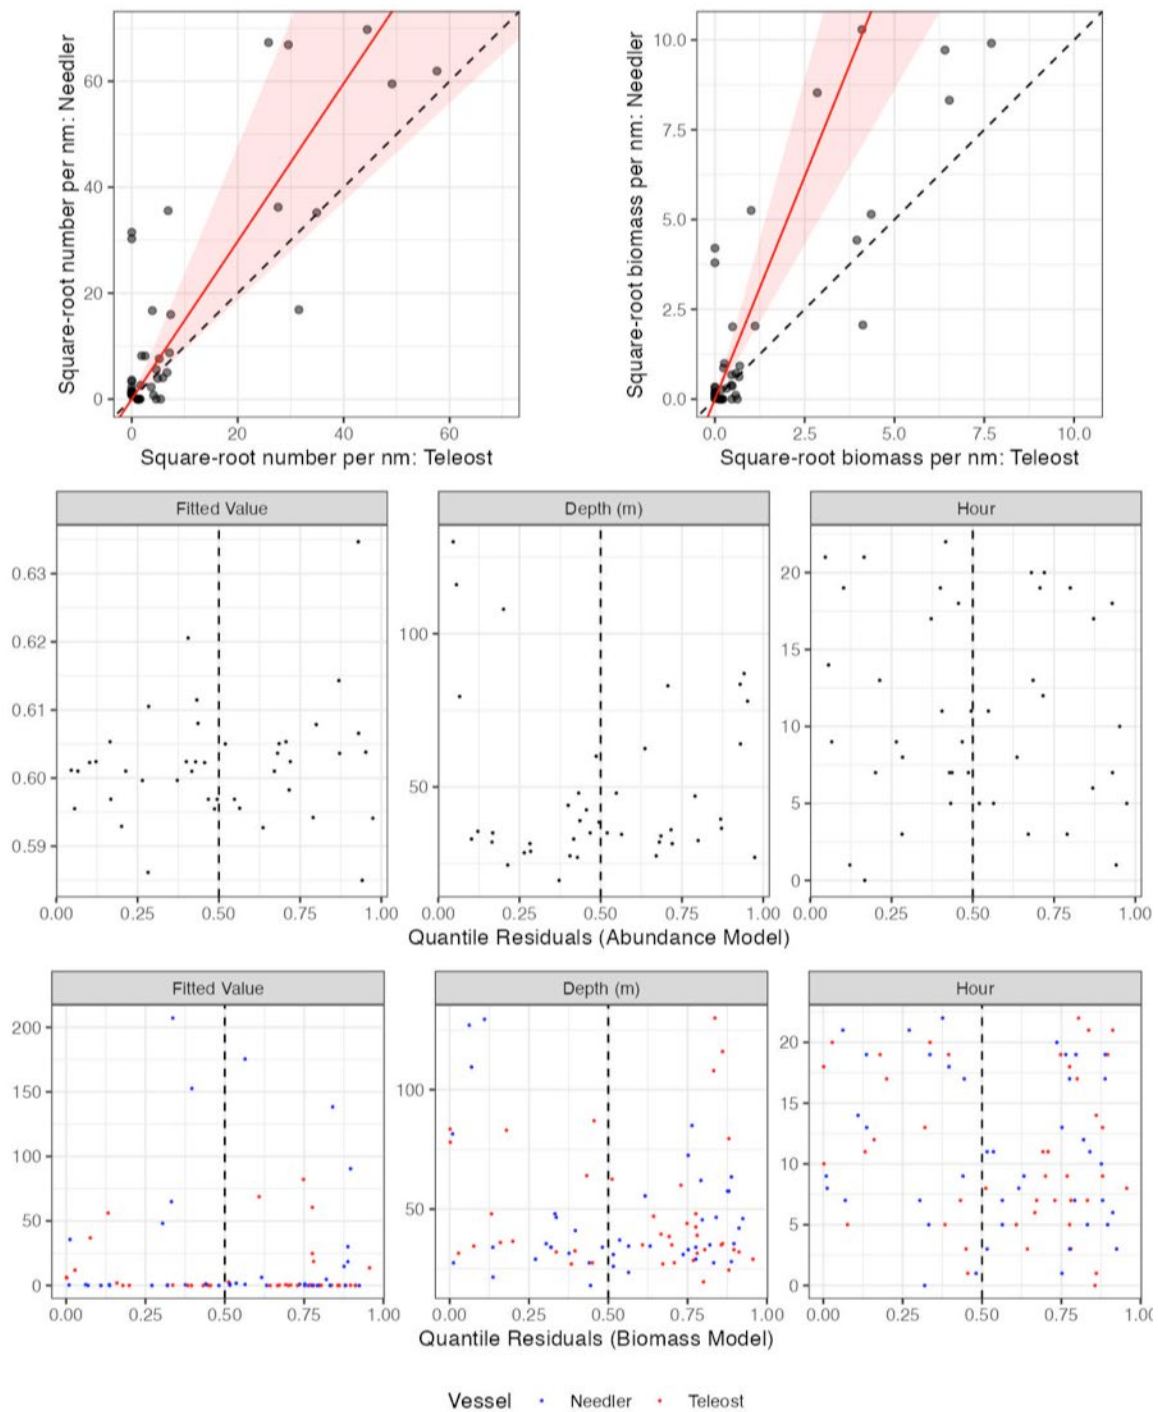 Square-root number per nm: Needler
60
40
20
0
0 20 40 60
Square-root number per nm: Teleost
Square-root biomass per nm: Needler
10.0
7.5
5.0
2.5
0.0
0.0 2.5 5.0 7.5 10.0
Square-root biomass per nm: Teleost
Fitted Value
0.63
0.62
0.61
0.60
0.59
0.00 0.25 0.50 0.75 1.00
Depth (m)
100
50
0.00 0.25 0.50 0.75 1.00
Hour
20
15
10
5
0
0.00 0.25 0.50 0.75 1.00
Quantile Residuals (Abundance Model)
Fitted Value
200
150
100
50
0
0.00 0.25 0.50 0.75 1.00
Depth (m)
100
50
0.00 0.25 0.50 0.75 1.00
Hour
20
15
10
5
0
0.00 0.25 0.50 0.75 1.00
Quantile Residuals (Biomass Model)
Vessel Needler Teleost